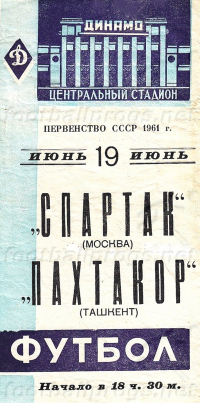 Д
ДИНАМО
ЦЕНТРАЛЬНЫЙ СТАДИОН
ПЕРВЕНСТВО СССР 1961 г.
ИЮНЬ 19 ИЮНЬ
„СПАРТАК"
(МОСКВА)
„ПАХТАКОР"
(ТАШКЕНТ)
ФУТБОЛ
Начало в 18 ч. 30 м.